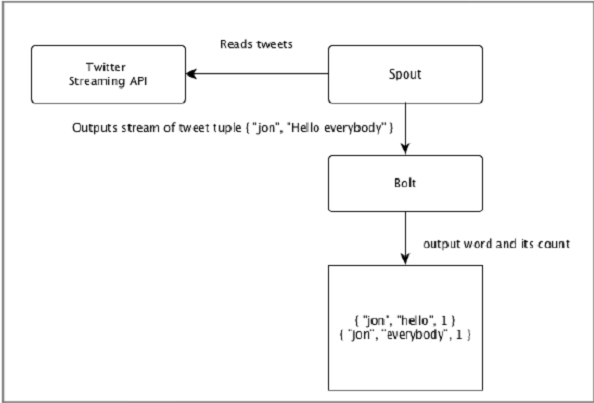 Reads tweets
Twitter
Streaming API
Spout
Outputs stream of tweet tuple { "jon", "Hello everybody" }
Bolt
output word and its count
{ "jon", "hello", 1 }
{ "jon", "everybody", 1 }